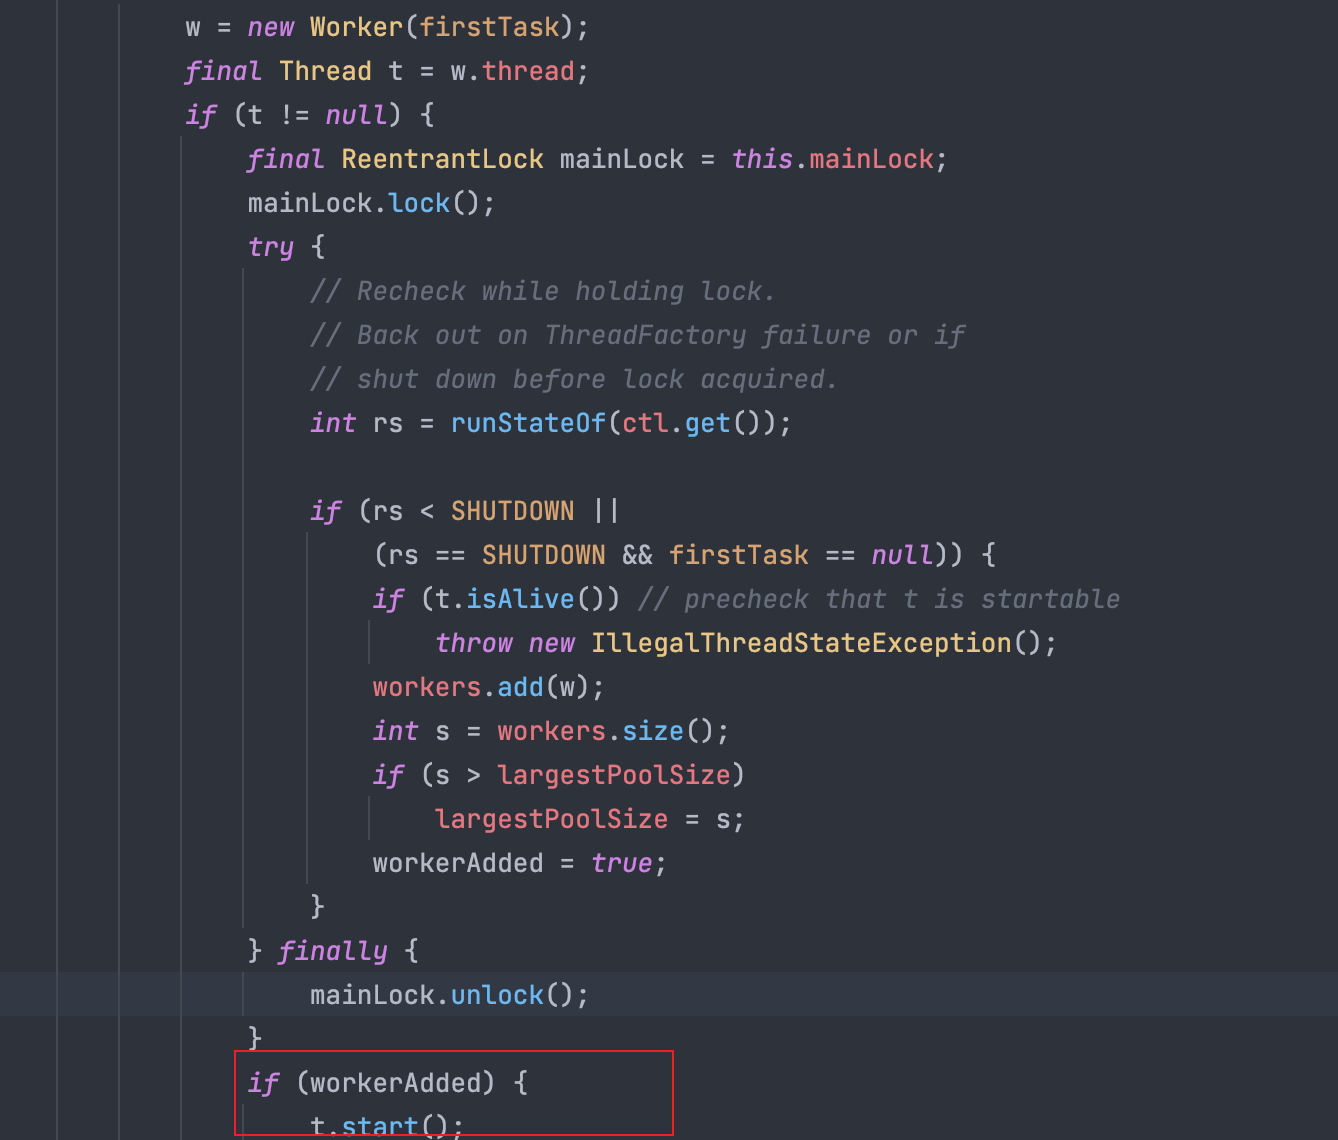 w = new Worker(firstTask);
final Thread t = w.thread;
if (t != null) {
final ReentrantLock mainLock = this.mainLock;
mainLock.lock();
try {
// Recheck while holding lock.
// Back out on ThreadFactory failure or if
// shut down before lock acquired.
int rs = runStateOf(ctl.get());
if (rs < SHUTDOWN ||
(rs == SHUTDOWN && firstTask == null)) {
if (t.isAlive()) // precheck that t is startable
throw new IllegalThreadStateException();
workers.add(w);
int s = workers.size();
if (s > largestPoolSize)
largestPoolSize = s;
workerAdded = true;
}
} finally {
mainLock.unlock();
}
if (workerAdded) {
t.start();